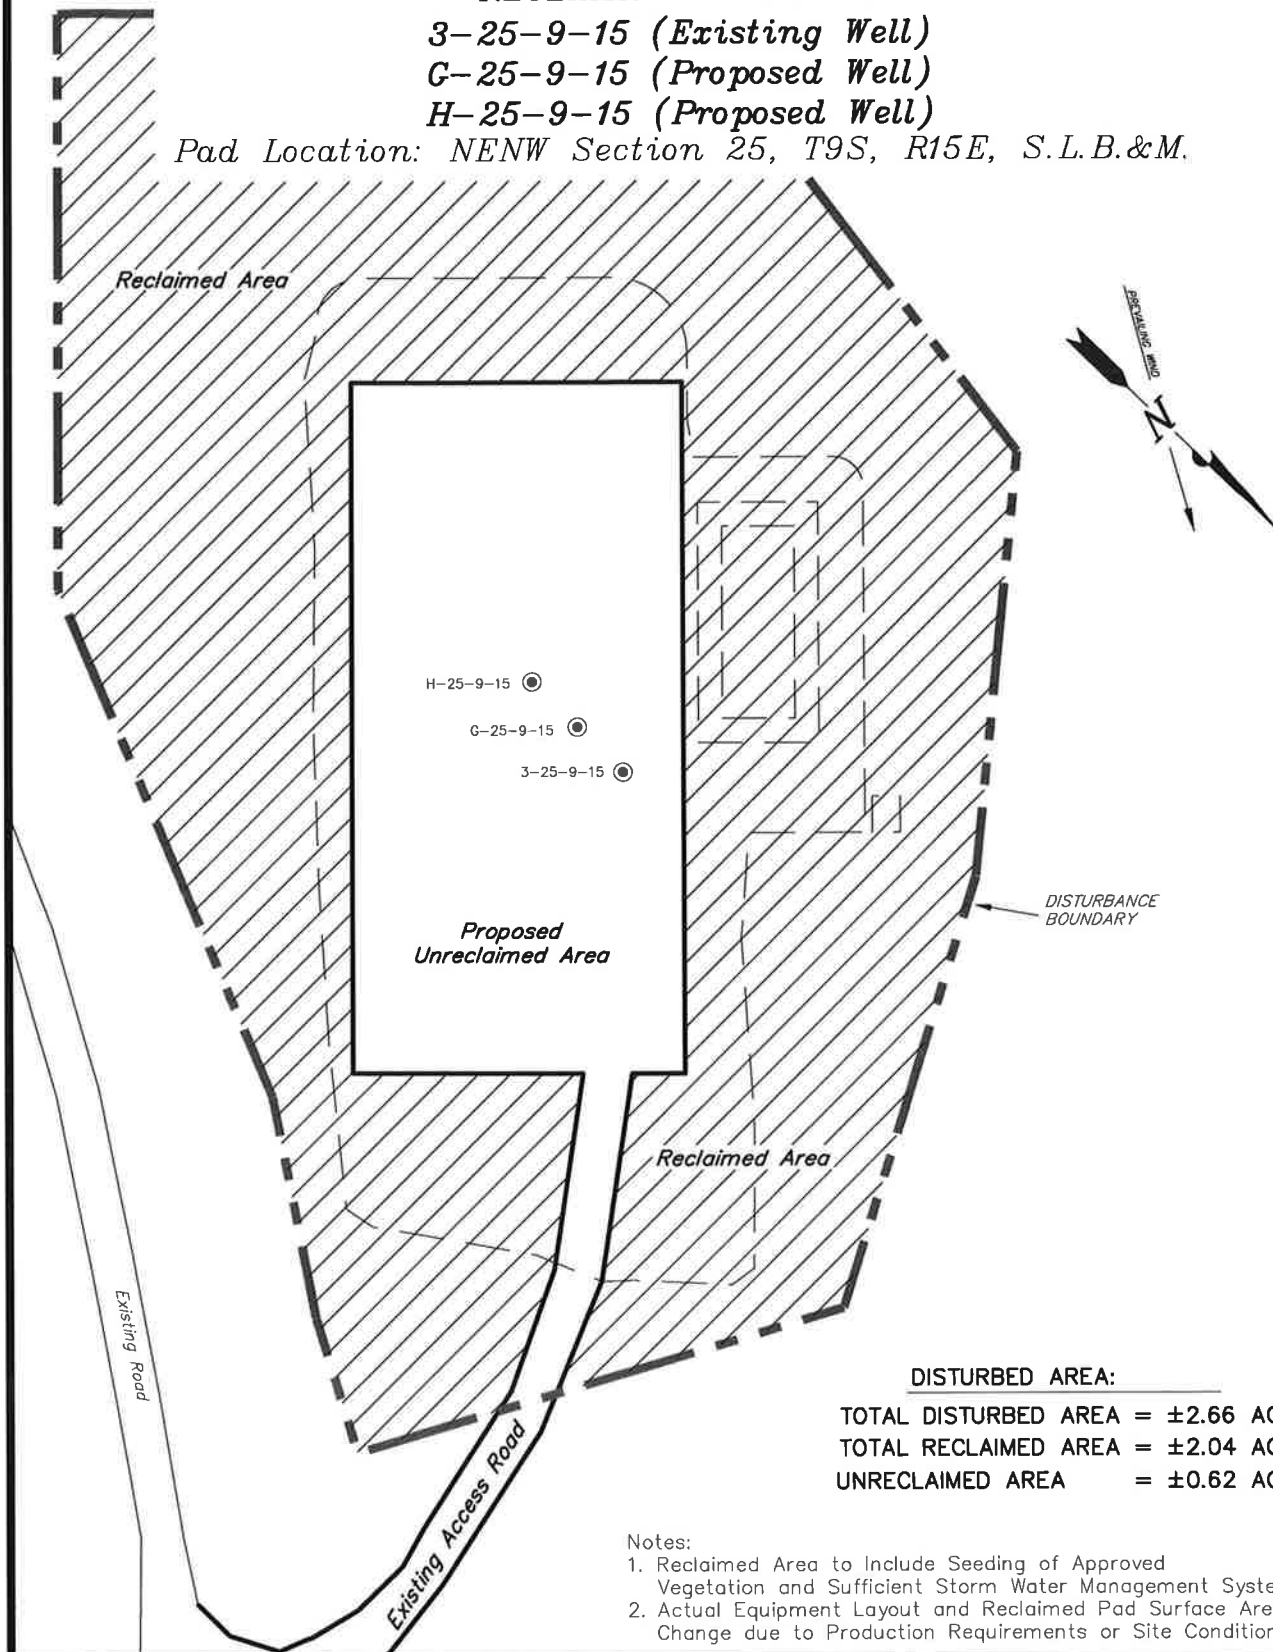 3-25-9-15 (Existing Well)
G-25-9-15 (Proposed Well)
H-25-9-15 (Proposed Well)
Pad Location: NENW Section 25, T9S, R15E, S.L.B.&M.
Reclaimed Area
PREVAILING WIND
N
H-25-9-15
G-25-9-15
3-25-9-15
DISTURBANCE
BOUNDARY
Proposed
Unreclaimed Area
Reclaimed Area
Existing Road
Existing Access Road
DISTURBED AREA:
TOTAL DISTURBED AREA = ±2.66
TOTAL RECLAIMED AREA = ±2.04
UNRECLAIMED AREA = ±0.62
Notes:
1. Reclaimed Area to Include Seeding of Approved
Vegetation and Sufficient Storm Water Management
2. Actual Equipment Layout and Reclaimed Pad Surface
Change due to Production Requirements or Site